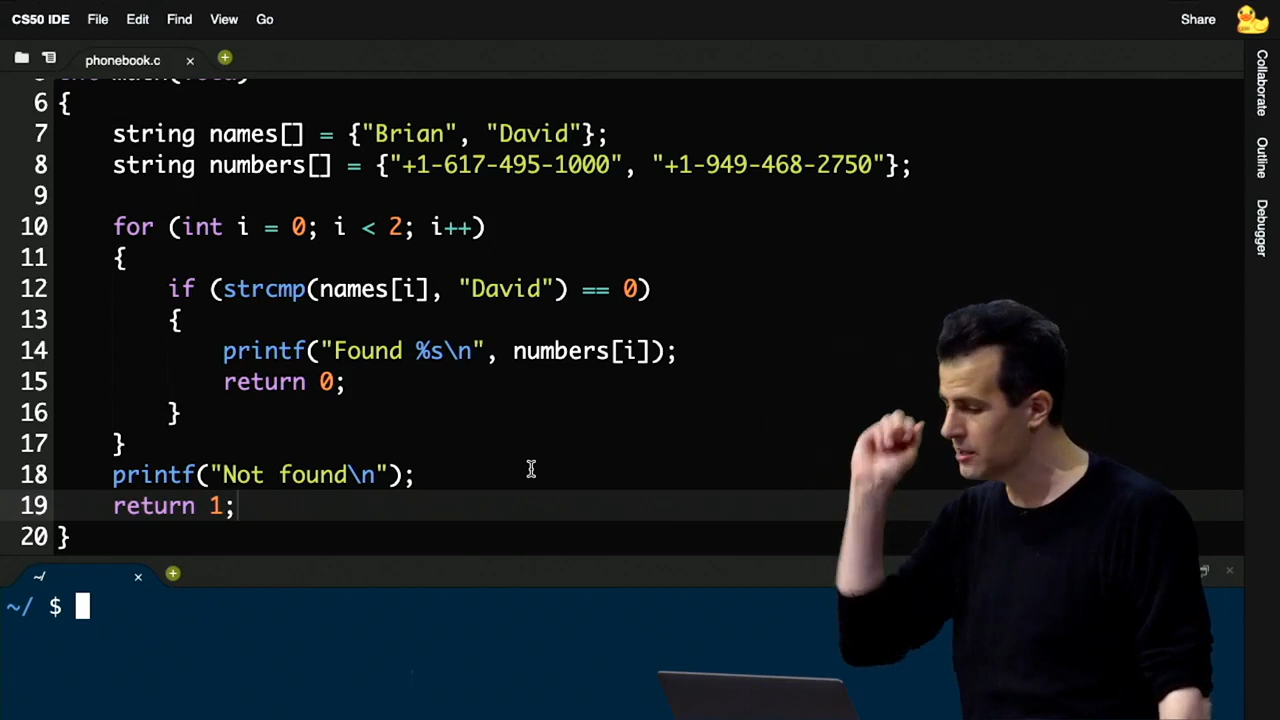 CS50 IDE File Edit Find View Go Share
phonebook.c
6 {
7 string names[] = {"Brian", "David"};
8 string numbers[] = {"+1-617-495-1000", "+1-949-468-2750"};
9
10 for (int i = 0; i < 2; i++)
11 {
12 if (strcmp(names[i], "David") == 0)
13 {
14 printf("Found %s\n", numbers[i]);
15 return 0;
16 }
17 }
18 printf("Not found\n");
19 return 1;
20 }
~/ $
Collaborate
Outline
Debugger